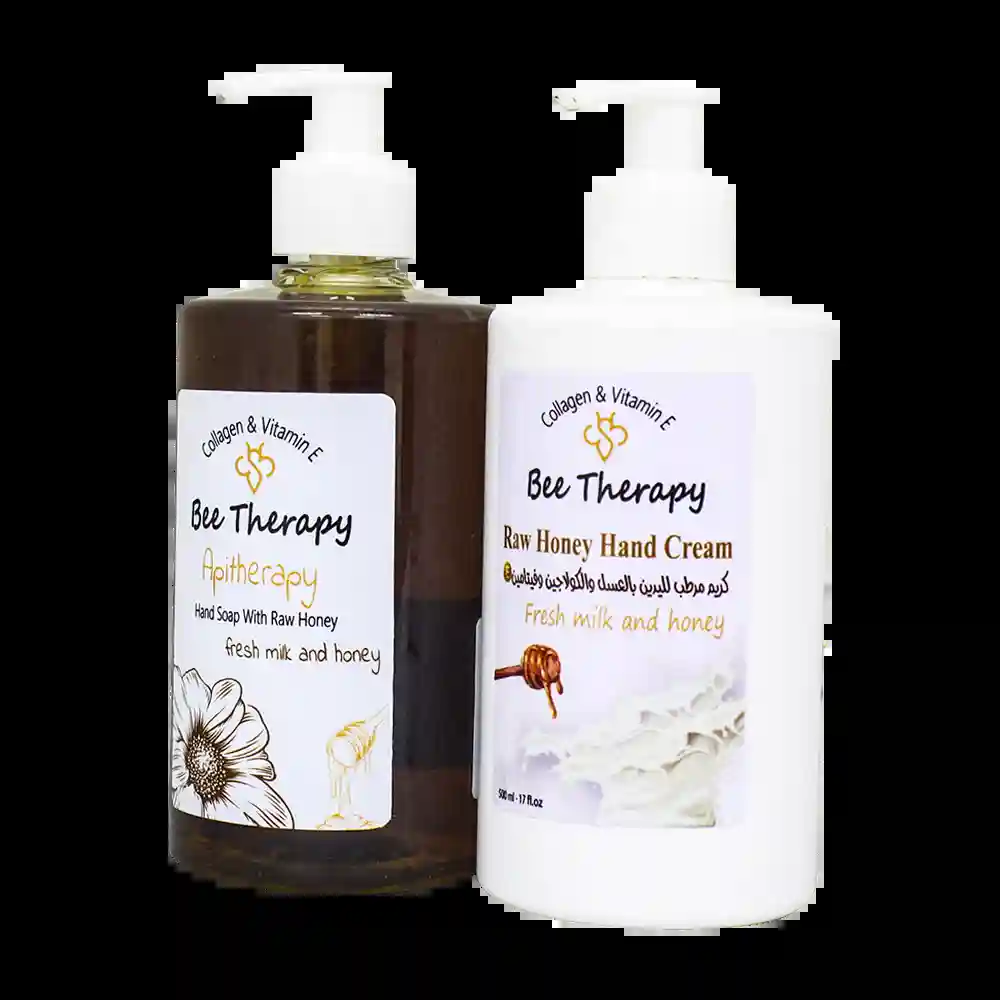 Collagen & Vitamin E
Bee Therapy
Apitherapy
Hand Soap With Raw Honey
fresh milk and honey
Collagen & Vitamin E
Bee Therapy
Raw Honey Hand Cream
كريم مرطب لليدين بالعسل والكولاجين وفيتامين E
Fresh milk and honey
500 ml - 17 fl.oz